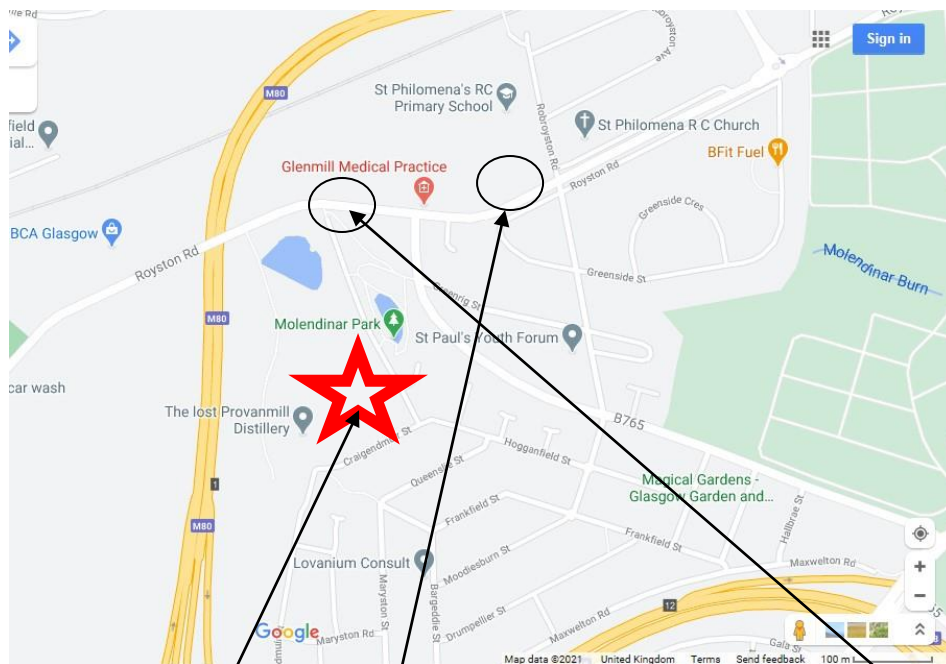 M80
Sign in
St Philomena's RC
Primary School
Robroyston Rd
St Philomena R C Church
BFit Fuel
Royston Rd
Glenmill Medical Practice
Greenside Cres
BCA Glasgow
Royston Rd
Greenside St
Molendinar Burn
Greenrig St
M80
Molendinar Park
St Paul's Youth Forum
car wash
The lost Provanmill
Distillery
B765
Craigendmuir St
Hogganfield St
Queenslie St
Magical Gardens -
Glasgow Garden and...
1
M80
Frankfield St
Hallbrae St
Frankfield St
Lovanium Consult
Moodiesburn St
Maxwelton Rd
Maryston St
Bargeddie St
12
Drumpellier St
Maxwelton Rd
Google
Maryston Rd
Gala St
Map data ©2021 United Kingdom Terms Send feedback 100 m